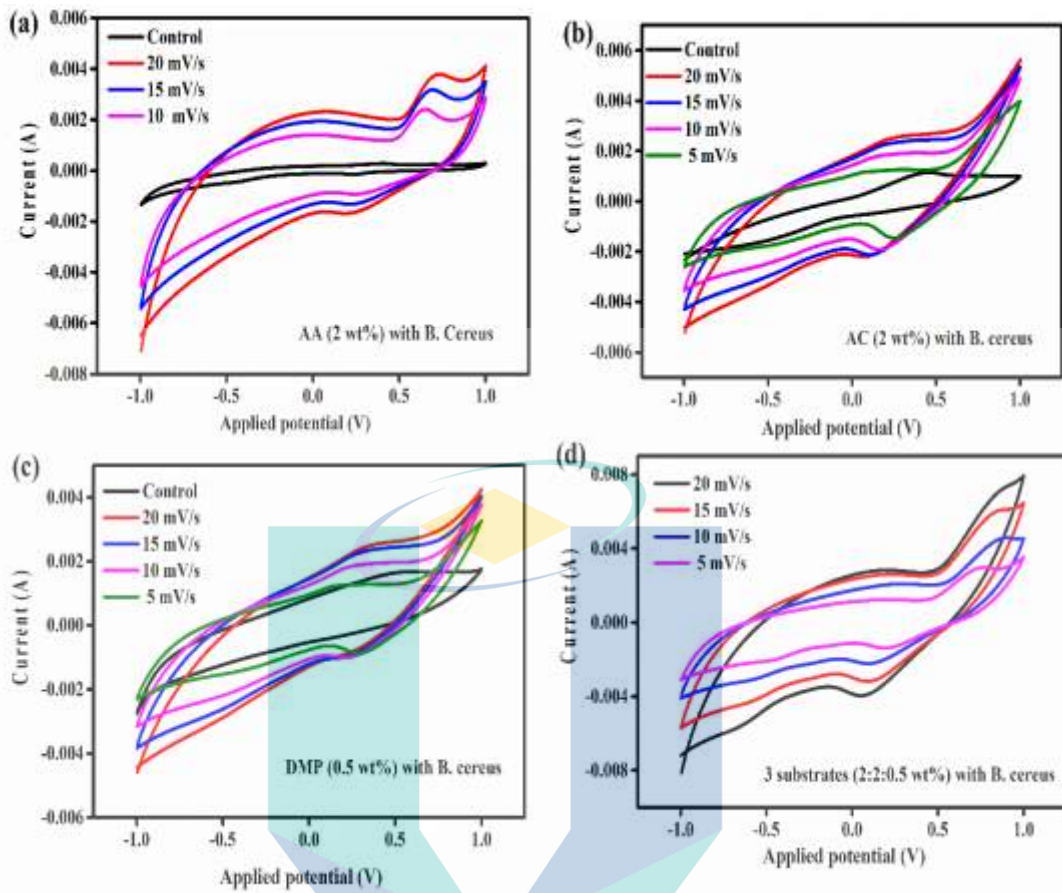 (a)
Control
20 mV/s
15 mV/s
10 mV/s
0.006
0.004
0.002
0.000
-0.002
-0.004
-0.006
-0.008
Current (A)
AA (2 wt%) with B. Cereus
-1.0 -0.5 0.0 0.5 1.0
Applied potential (V)
(b)
Control
20 mV/s
15 mV/s
10 mV/s
5 mV/s
0.006
0.004
0.002
0.000
-0.002
-0.004
-0.006
Current (A)
AC (2 wt%) with B. cereus
-1.0 -0.5 0.0 0.5 1.0
Applied potential (V)
(c)
Control
20 mV/s
15 mV/s
10 mV/s
5 mV/s
0.004
0.002
0.000
-0.002
-0.004
-0.006
Current (A)
DMP (0.5 wt%) with B. cereus
-1.0 -0.5 0.0 0.5 1.0
Applied potential (V)
(d)
20 mV/s
15 mV/s
10 mV/s
5 mV/s
0.008
0.004
0.000
-0.004
-0.008
Current (A)
3 substrates (2:2:0.5 wt%) with B. cereus
-1.0 -0.5 0.0 0.5 1.0
Applied potential (V)